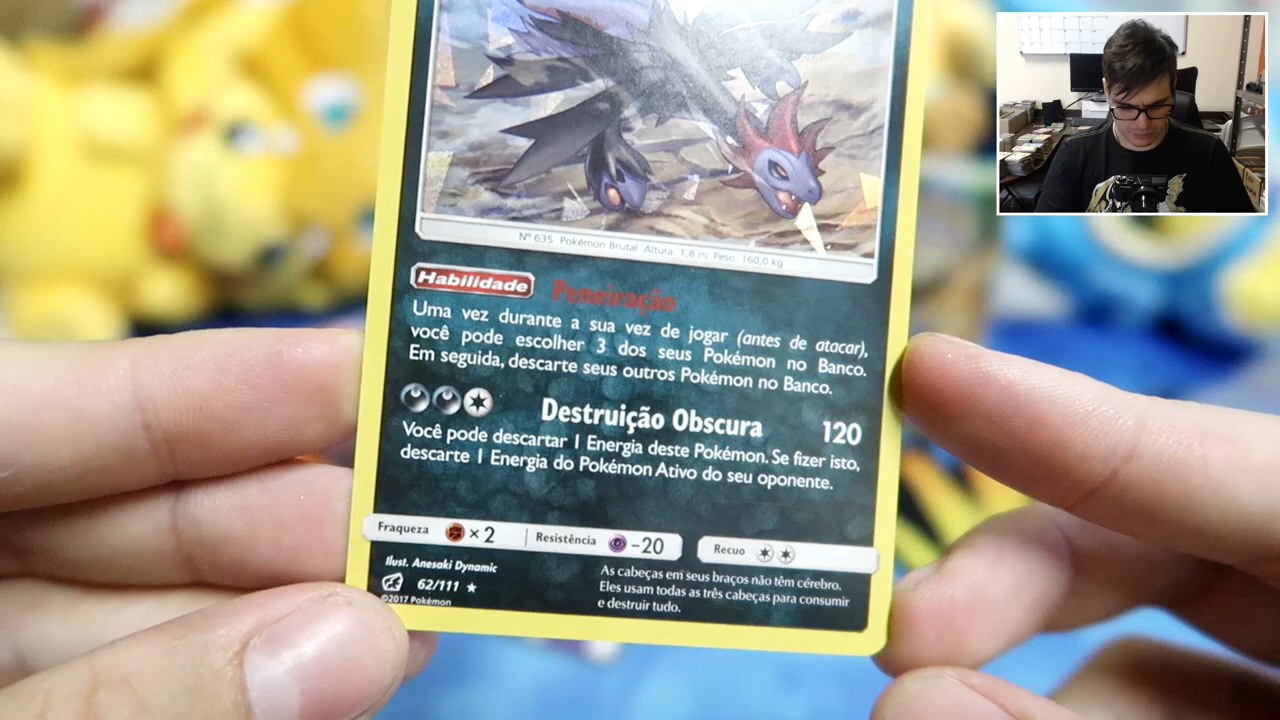 Nº 635 Pokémon Brutal Altura: 1,8 m Peso: 160,0 kg
Habilidade Peneiração
Uma vez durante a sua vez de jogar (antes de atacar),
você pode escolher 3 dos seus Pokémon no Banco.
Em seguida, descarte seus outros Pokémon no Banco.
Destruição Obscura 120
Você pode descartar 1 Energia deste Pokémon. Se fizer isto,
descarte 1 Energia do Pokémon Ativo do seu oponente.
Fraqueza × 2 Resistência -20 Recuo
Ilust. Anesaki Dynamic
62/111 ★
©2017 Pokémon
As cabeças em seus braços não têm cérebro.
Eles usam todas as três cabeças para consumir
e destruir tudo.